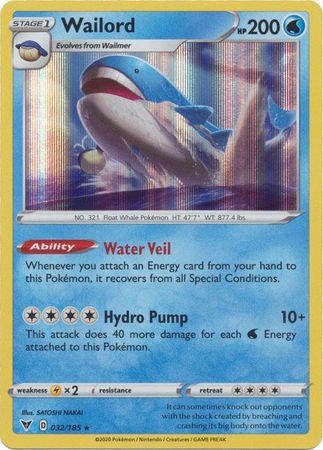 STAGE 1 Wailord HP 200
Evolves from Wailmer
NO. 321 Float Whale Pokémon HT: 47'7" WT: 877.4 lbs.
Ability Water Veil
Whenever you attach an Energy card from your hand to
this Pokémon, it recovers from all Special Conditions.
Hydro Pump 10+
This attack does 40 more damage for each Energy
attached to this Pokémon.
weakness ×2 resistance retreat
Illus. SATOSHI NAKAI
D 032/185 ★
It can sometimes knock out opponents
with the shock created by breaching and
crashing its big body onto the water.
©2020 Pokémon / Nintendo / Creatures / GAME FREAK